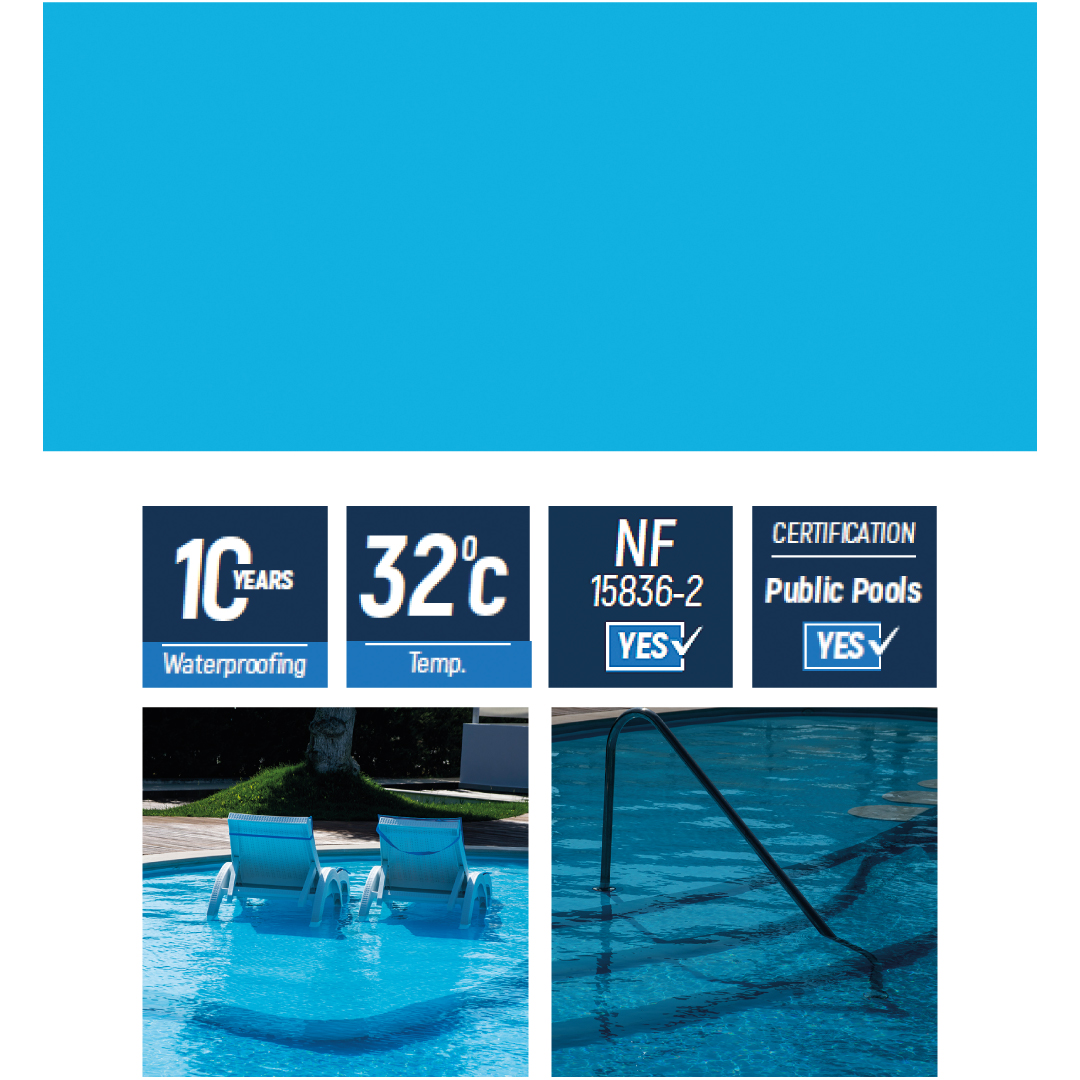 10 YEARS
Waterproofing
32°c
Temp.
NF
15836-2
YES
CERTIFICATION
Public Pools
YES